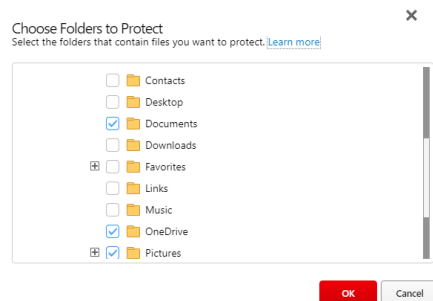 Choose Folders to Protect
Select the folders that contain files you want to protect. Learn more
Contacts
Desktop
Documents
Downloads
Favorites
Links
Music
OneDrive
Pictures
OK
Cancel